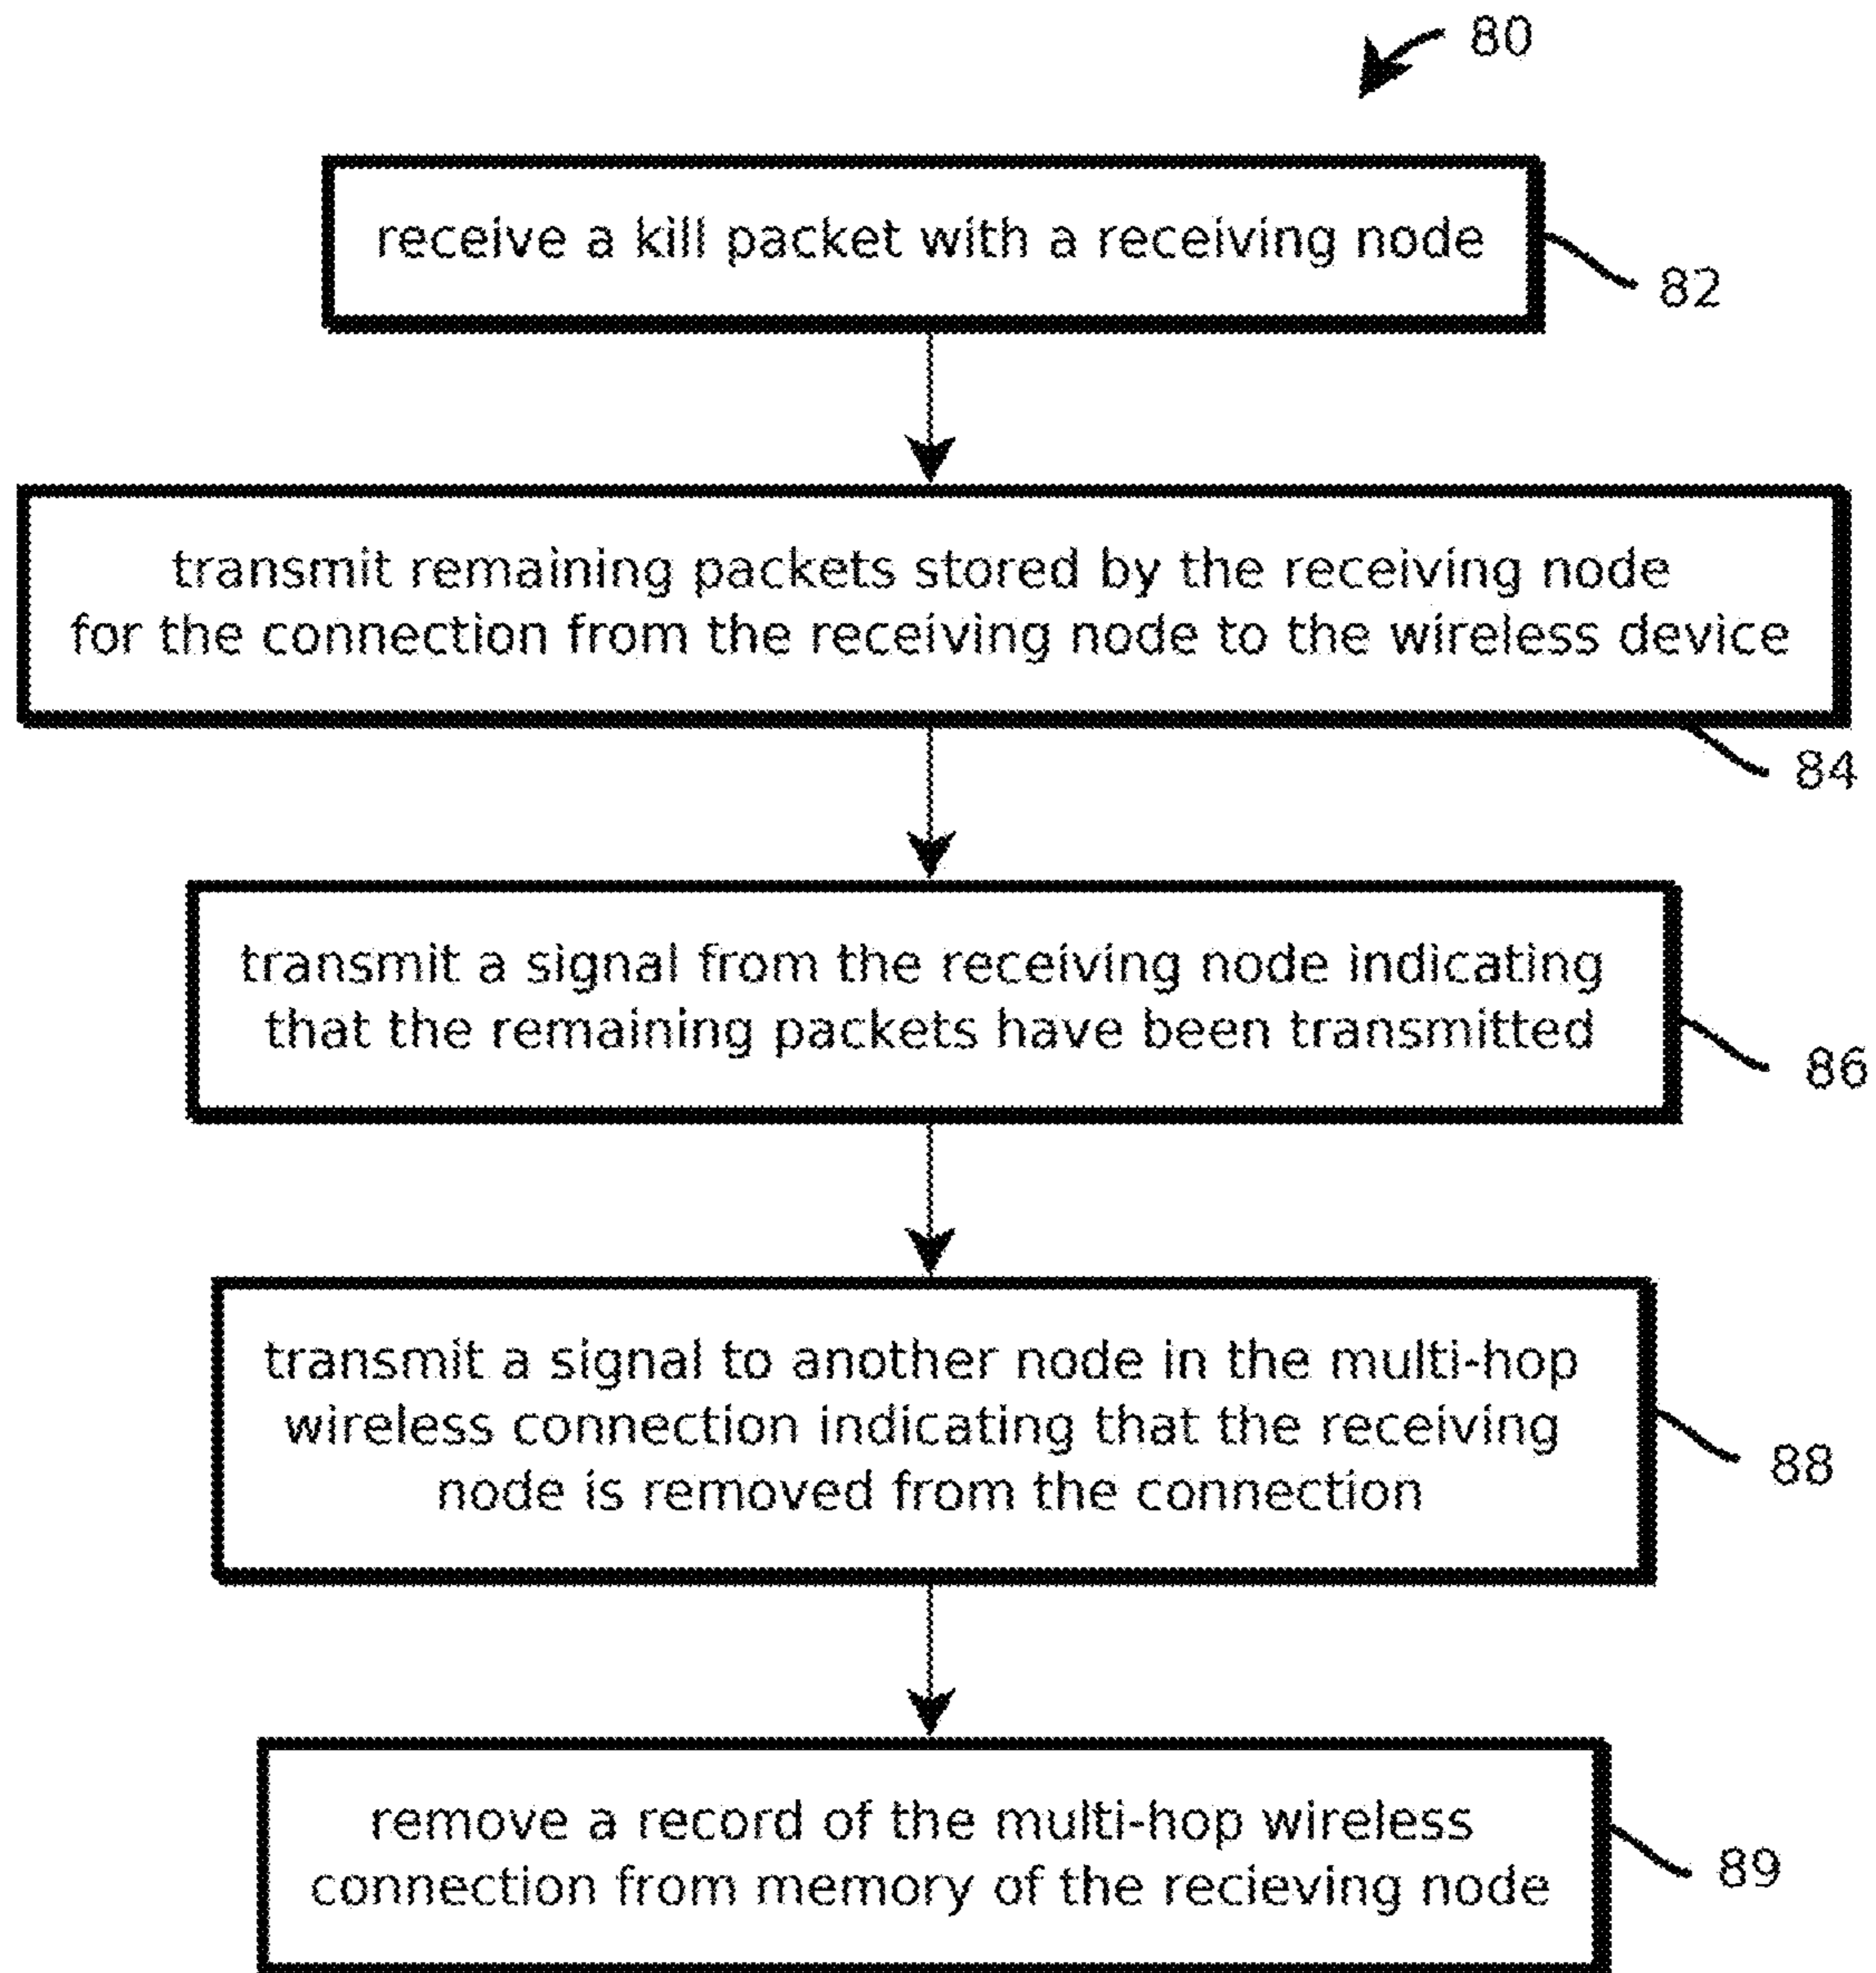 80
receive a kill packet with a receiving node
82
transmit remaining packets stored by the receiving node
for the connection from the receiving node to the wireless device
84
transmit a signal from the receiving node indicating
that the remaining packets have been transmitted
86
transmit a signal to another node in the multi-hop
wireless connection indicating that the receiving
node is removed from the connection
88
remove a record of the multi-hop wireless
connection from memory of the recieving node
89